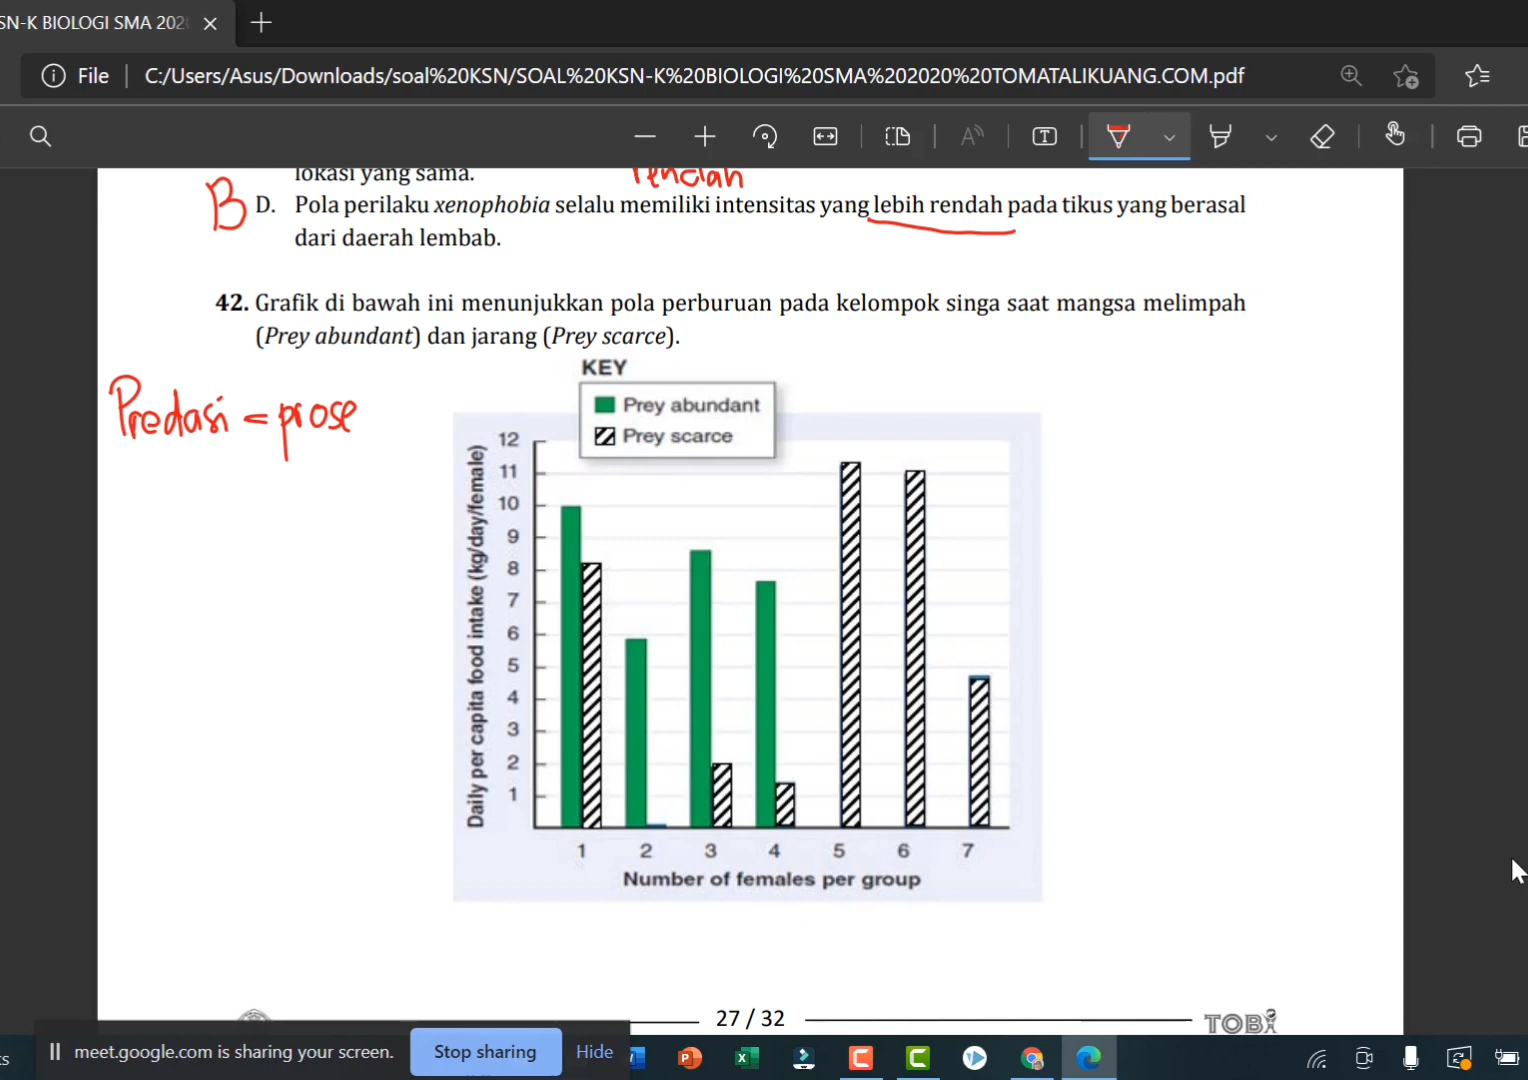 SN-K BIOLOGI SMA 202
File
C:/Users/Asus/Downloads/soal%20KSN/SOAL%20KSN-K%20BIOLOGI%20SMA%202020%20TOMATALIKUANG.COM.pdf
lokasi yang sama.
rendah
B
D. Pola perilaku xenophobia selalu memiliki intensitas yang lebih rendah pada tikus yang berasal
dari daerah lembab.
42. Grafik di bawah ini menunjukkan pola perburuan pada kelompok singa saat mangsa melimpah
(Prey abundant) dan jarang (Prey scarce).
Predasi = prose
KEY
Prey abundant
Prey scarce
Daily per capita food intake (kg/day/female)
12
11
10
9
8
7
6
5
4
3
2
1
1 2 3 4 5 6 7
Number of females per group
27 / 32
TOBI
meet.google.com is sharing your screen.
Stop sharing
Hide